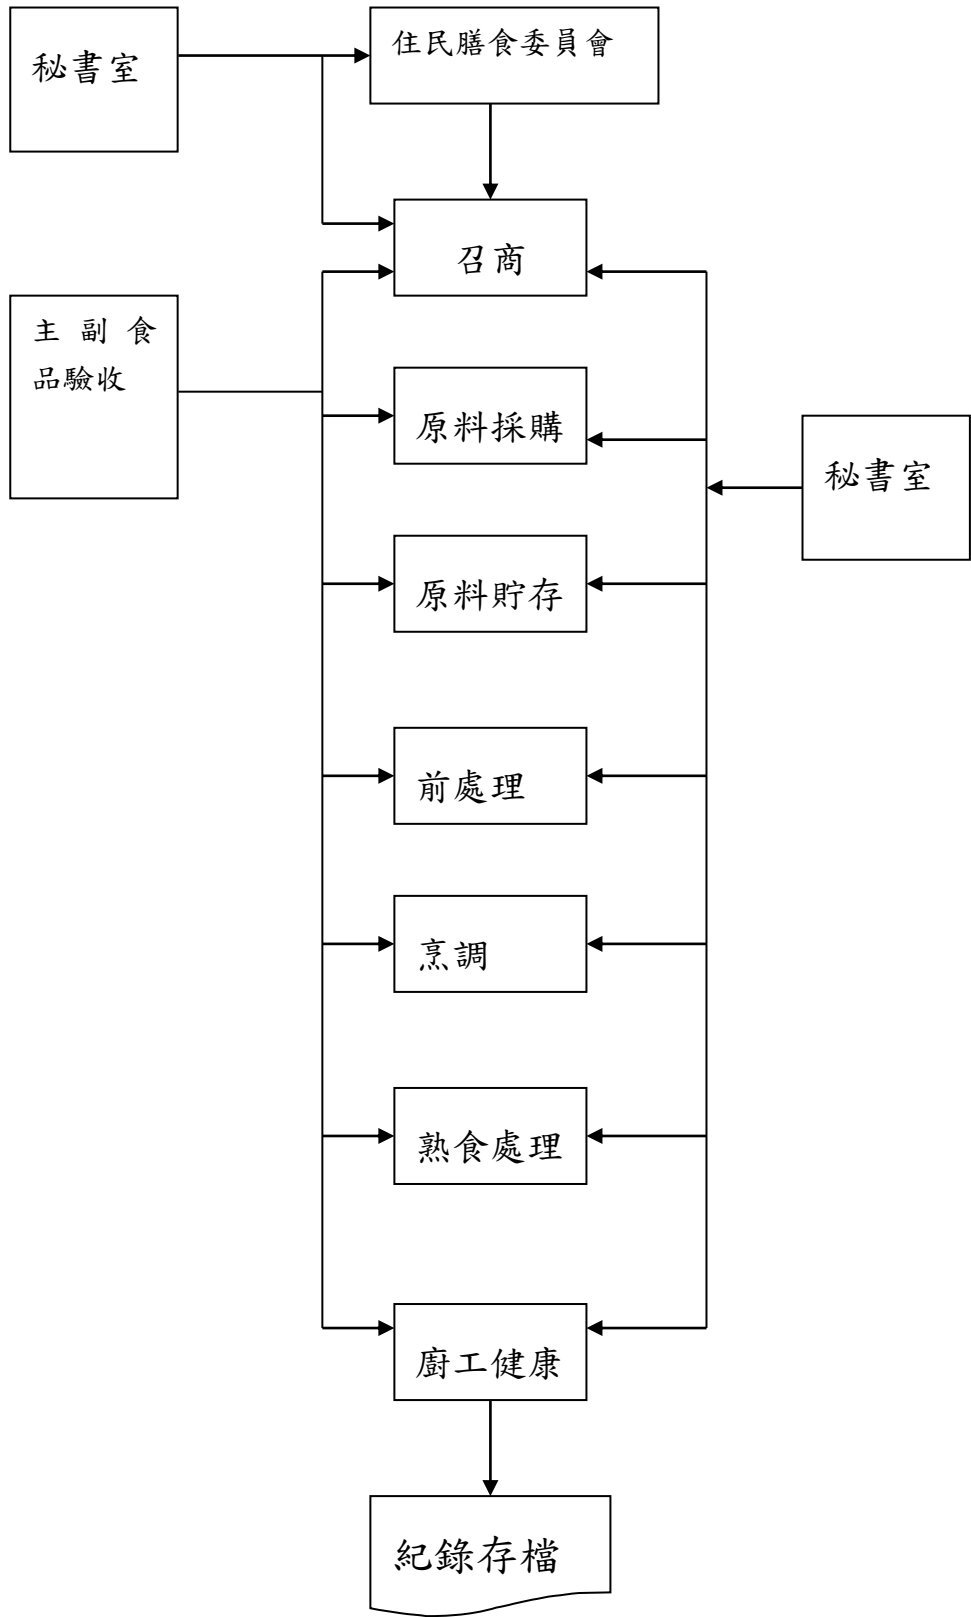 秘書室
住民膳食委員會
召商
主副食
品驗收
原料採購
秘書室
原料貯存
前處理
烹調
熟食處理
廚工健康
紀錄存檔